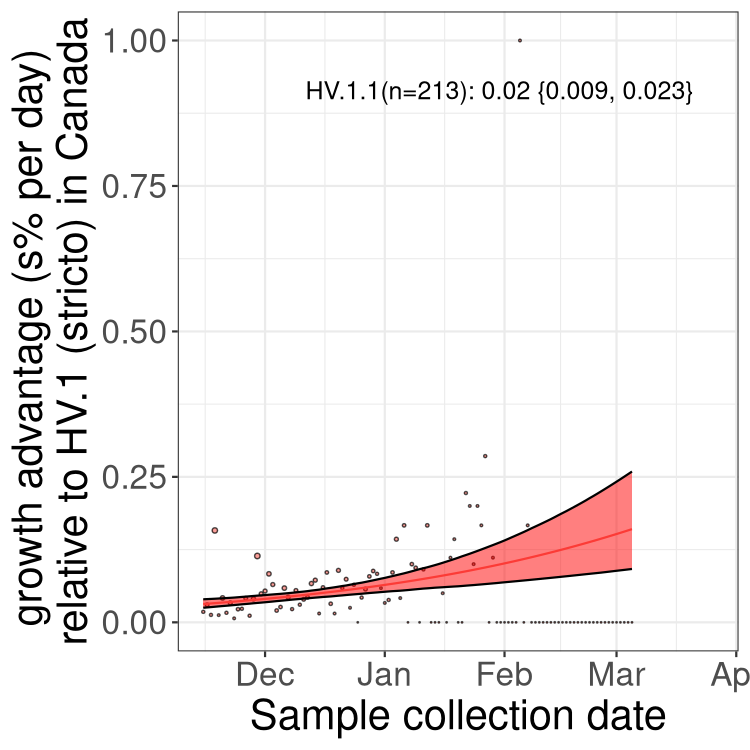 growth advantage (s% per day)
relative to HV.1 (stricto) in Canada
1.00
0.75
0.50
0.25
0.00
HV.1.1(n=213): 0.02 {0.009, 0.023}
Dec Jan Feb Mar Ap
Sample collection date